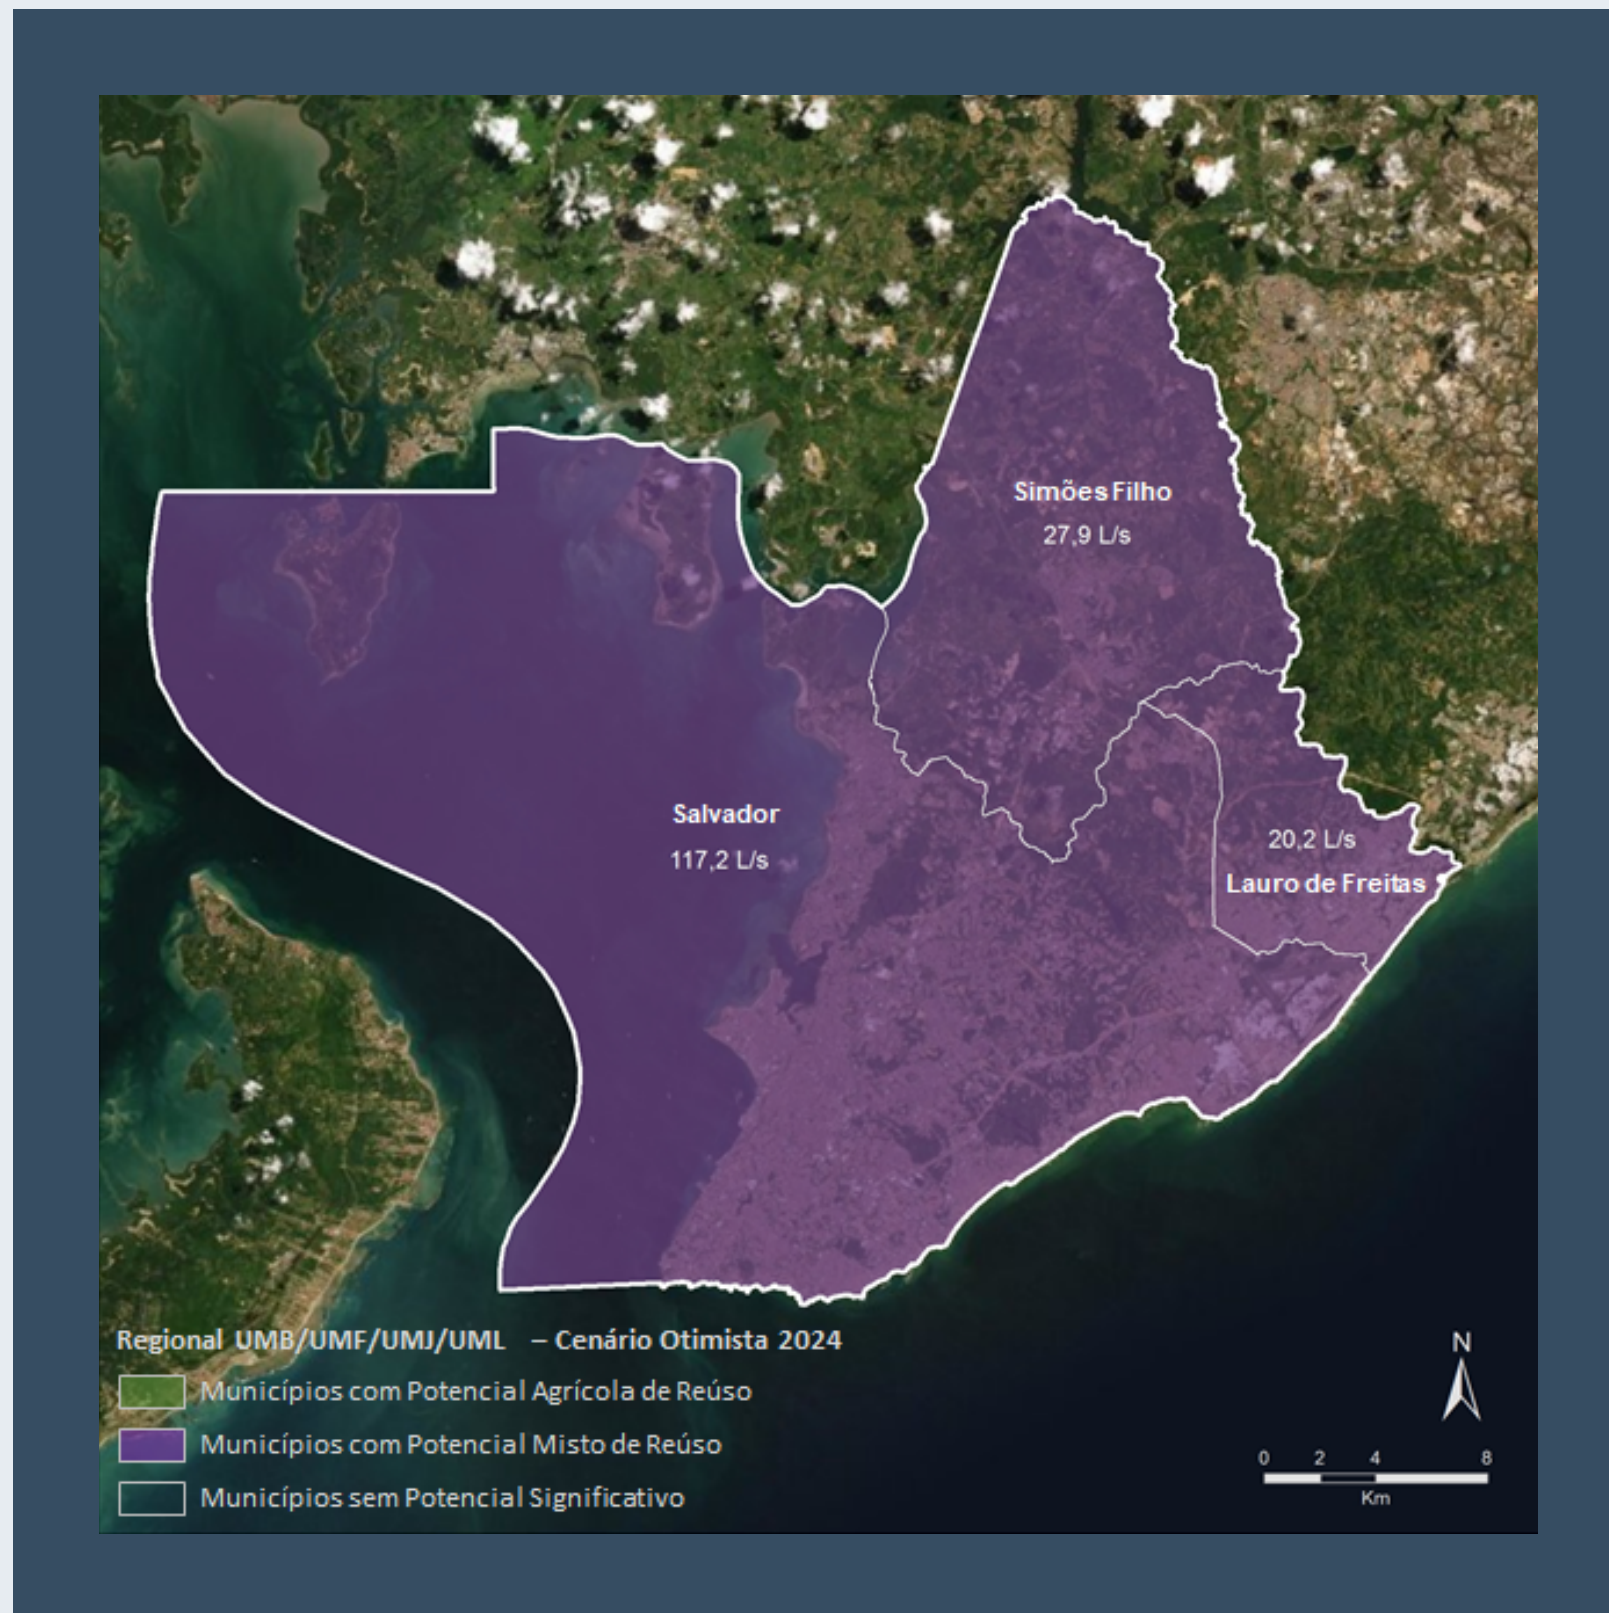 Simões Filho
27,9 L/s
Salvador
117,2 L/s
20,2 L/s
Lauro de Freitas
Regional UMB/UMF/UMJ/UML – Cenário Otimista 2024
Municípios com Potencial Agrícola de Reúso
Municípios com Potencial Misto de Reúso
Municípios sem Potencial Significativo
N
0 2 4 8
Km